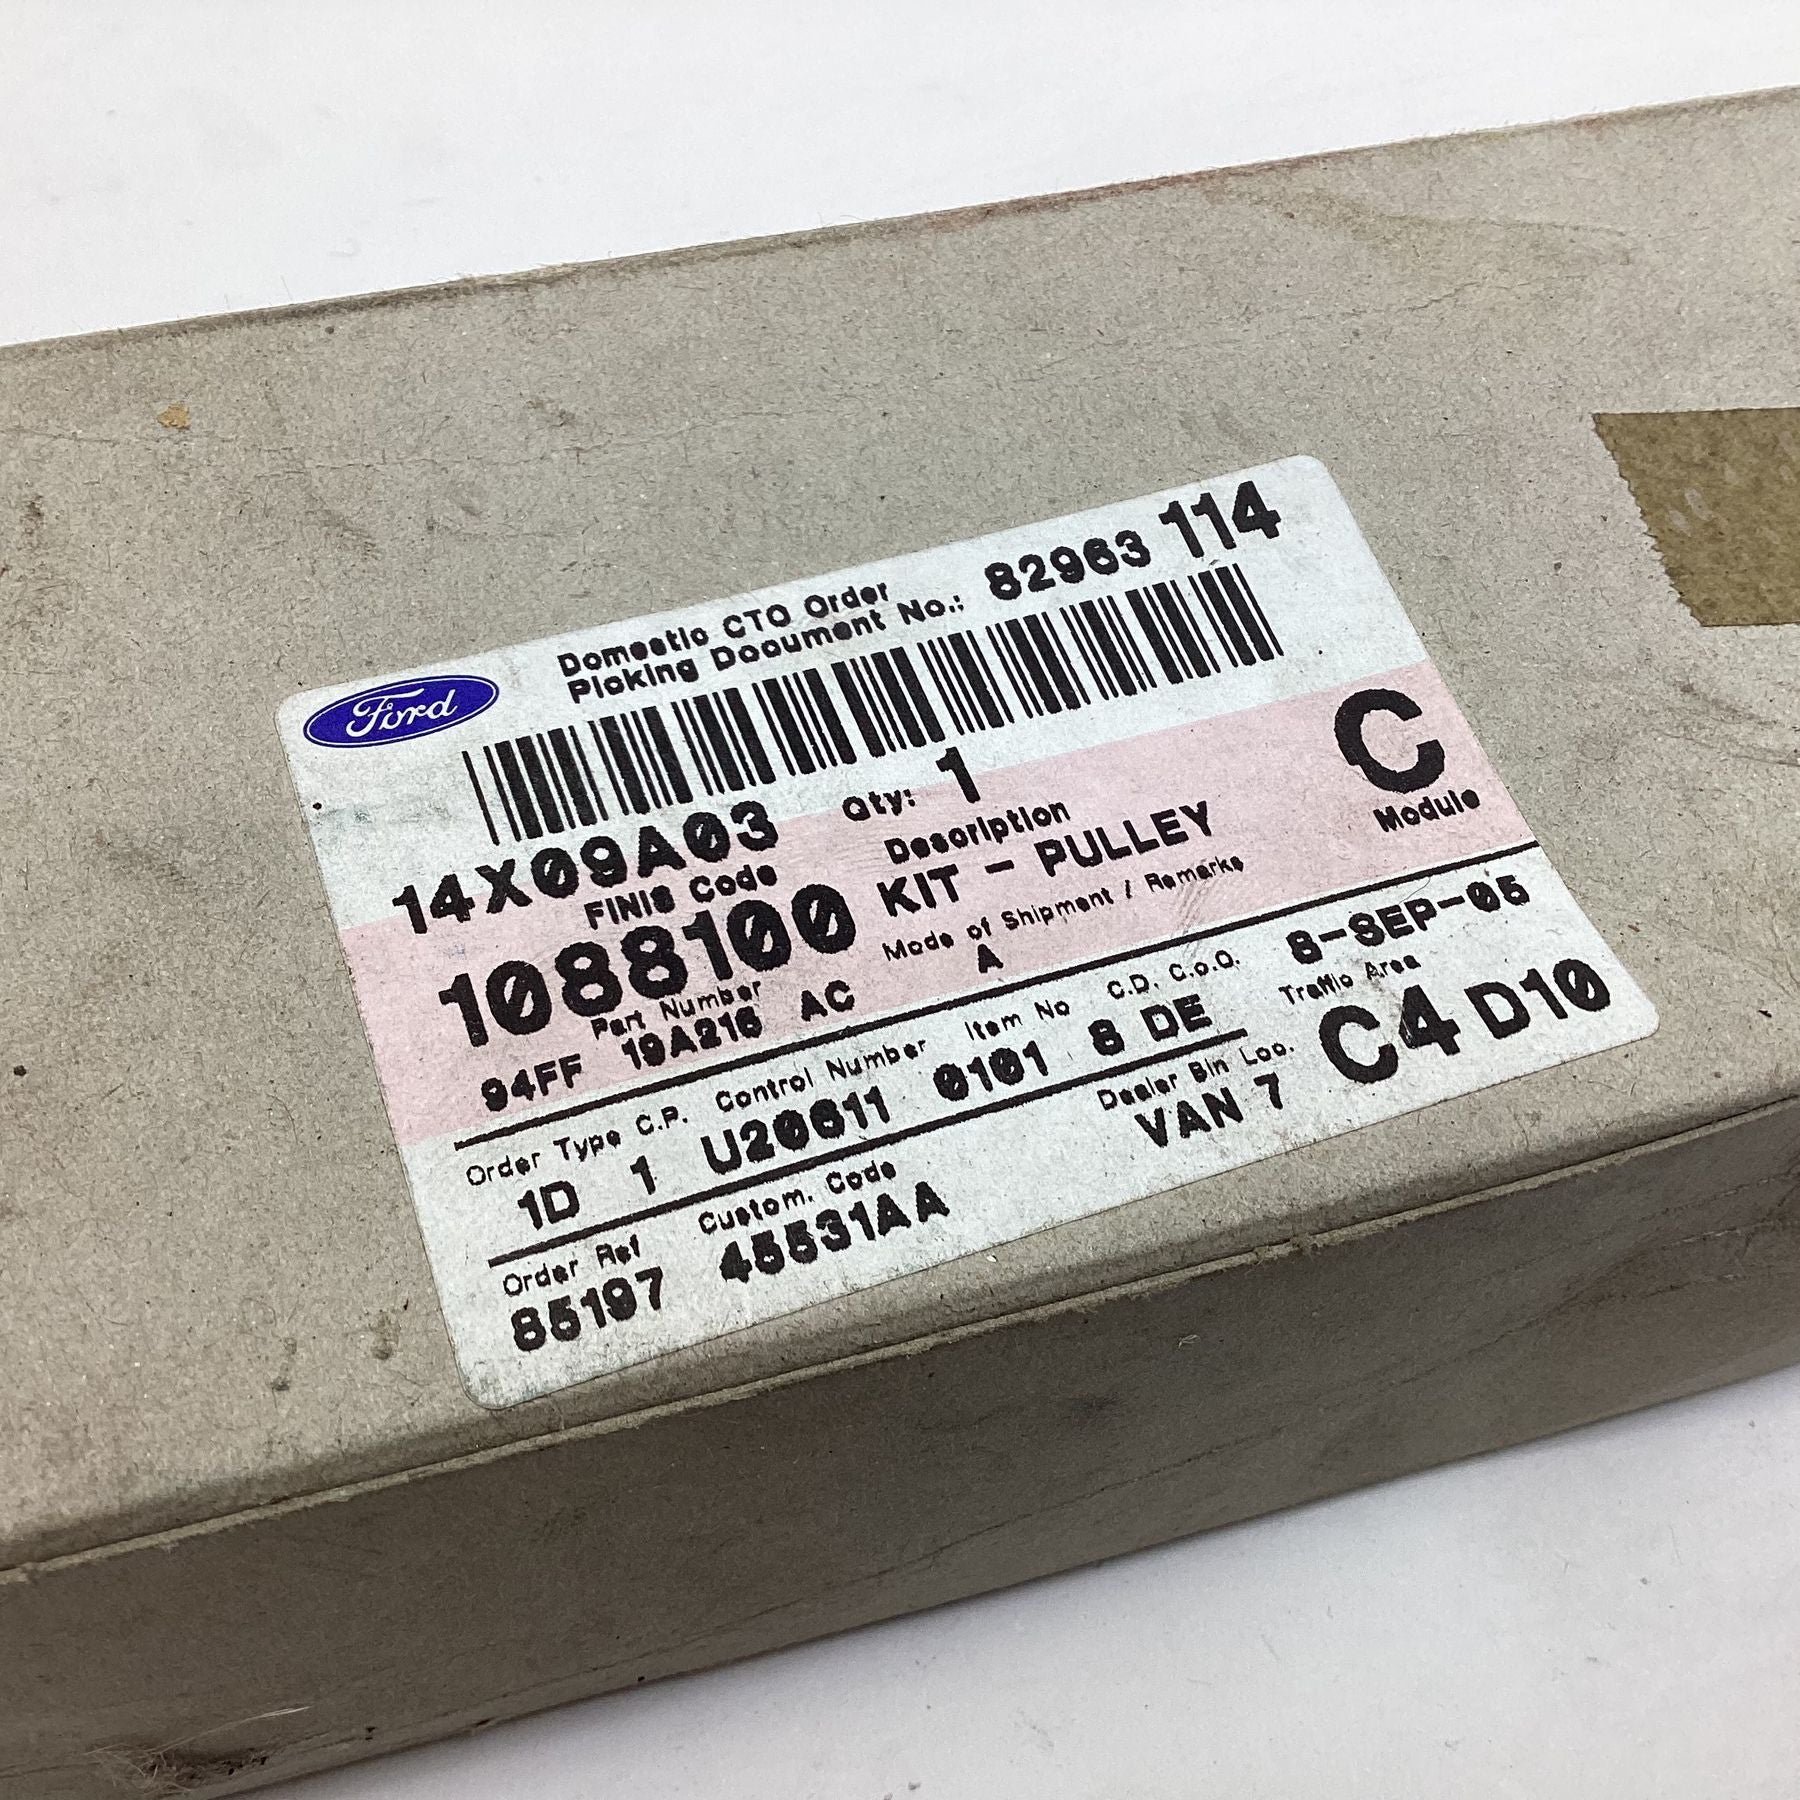 Ford
Domestic CTO Order
Picking Document No.: 82963 114
14X09A03 Qty: 1
FINIS Code Description C
1088100 KIT - PULLEY Module
Part Number Mode of Shipment / Remarks
94FF 19A216 AC A
Order Type C.P. Control Number Item No C.D. C.o.O. 8-SEP-05
1D 1 U20611 0101 8 DE Traffic Area
Order Ref Custom. Code Dealer Bin Loc. C4 D10
85197 45531AA VAN 7